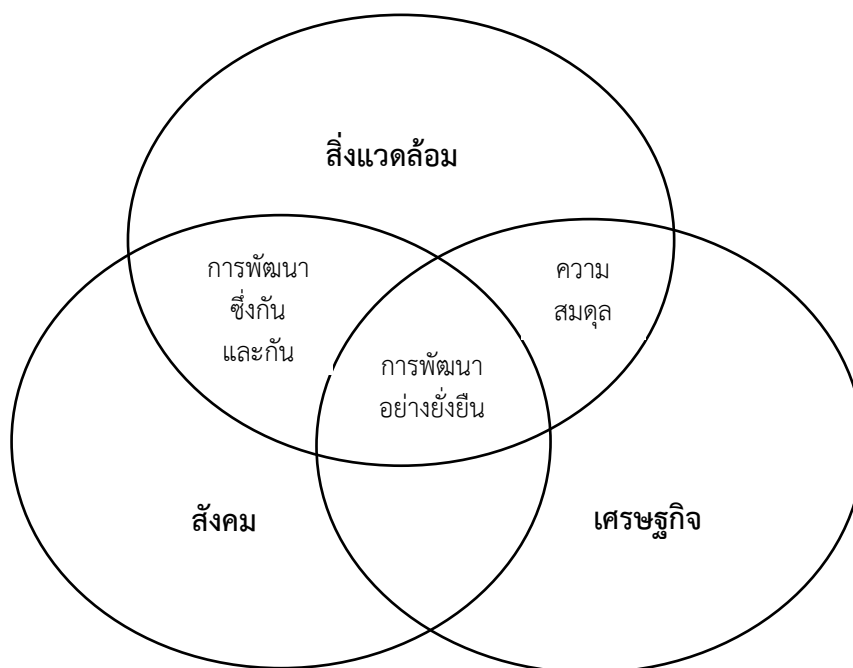 สิ่งแวดล้อม
การพัฒนา
ซึ่งกัน
และกัน
ความ
สมดุล
การพัฒนา
อย่างยั่งยืน
สังคม
เศรษฐกิจ